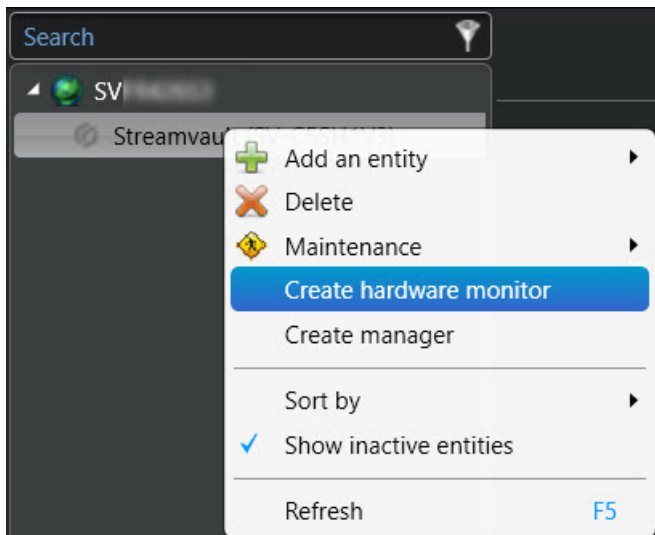 Search
SV
Streamvau
Add an entity
Delete
Maintenance
Create hardware monitor
Create manager
Sort by
Show inactive entities
Refresh F5